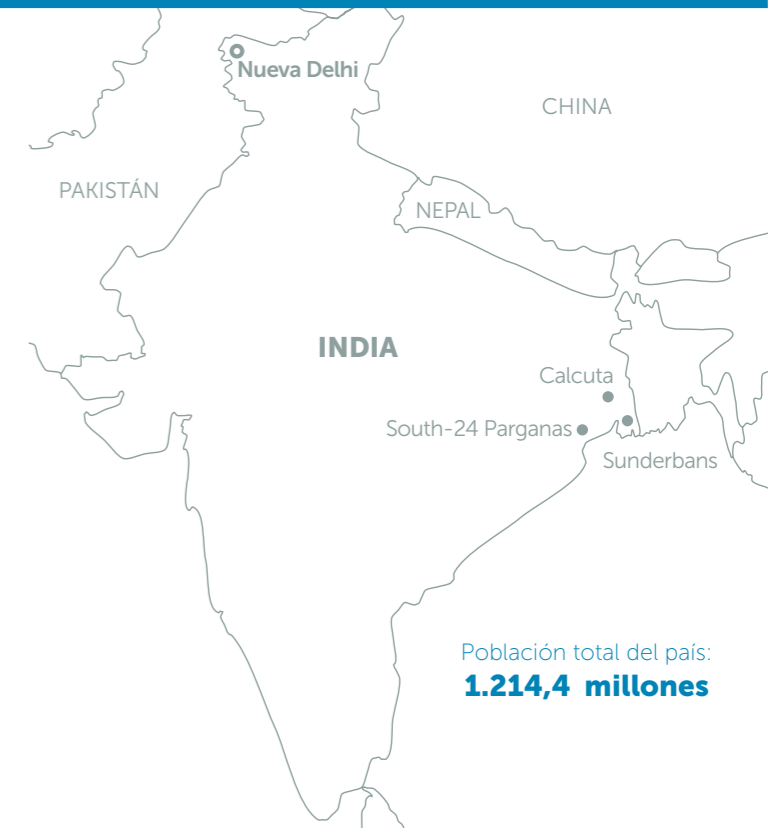 Nueva Delhi
CHINA
PAKISTÁN
NEPAL
INDIA
Calcuta
South-24 Parganas
Sunderbans
Población total del país:
1.214,4 millones